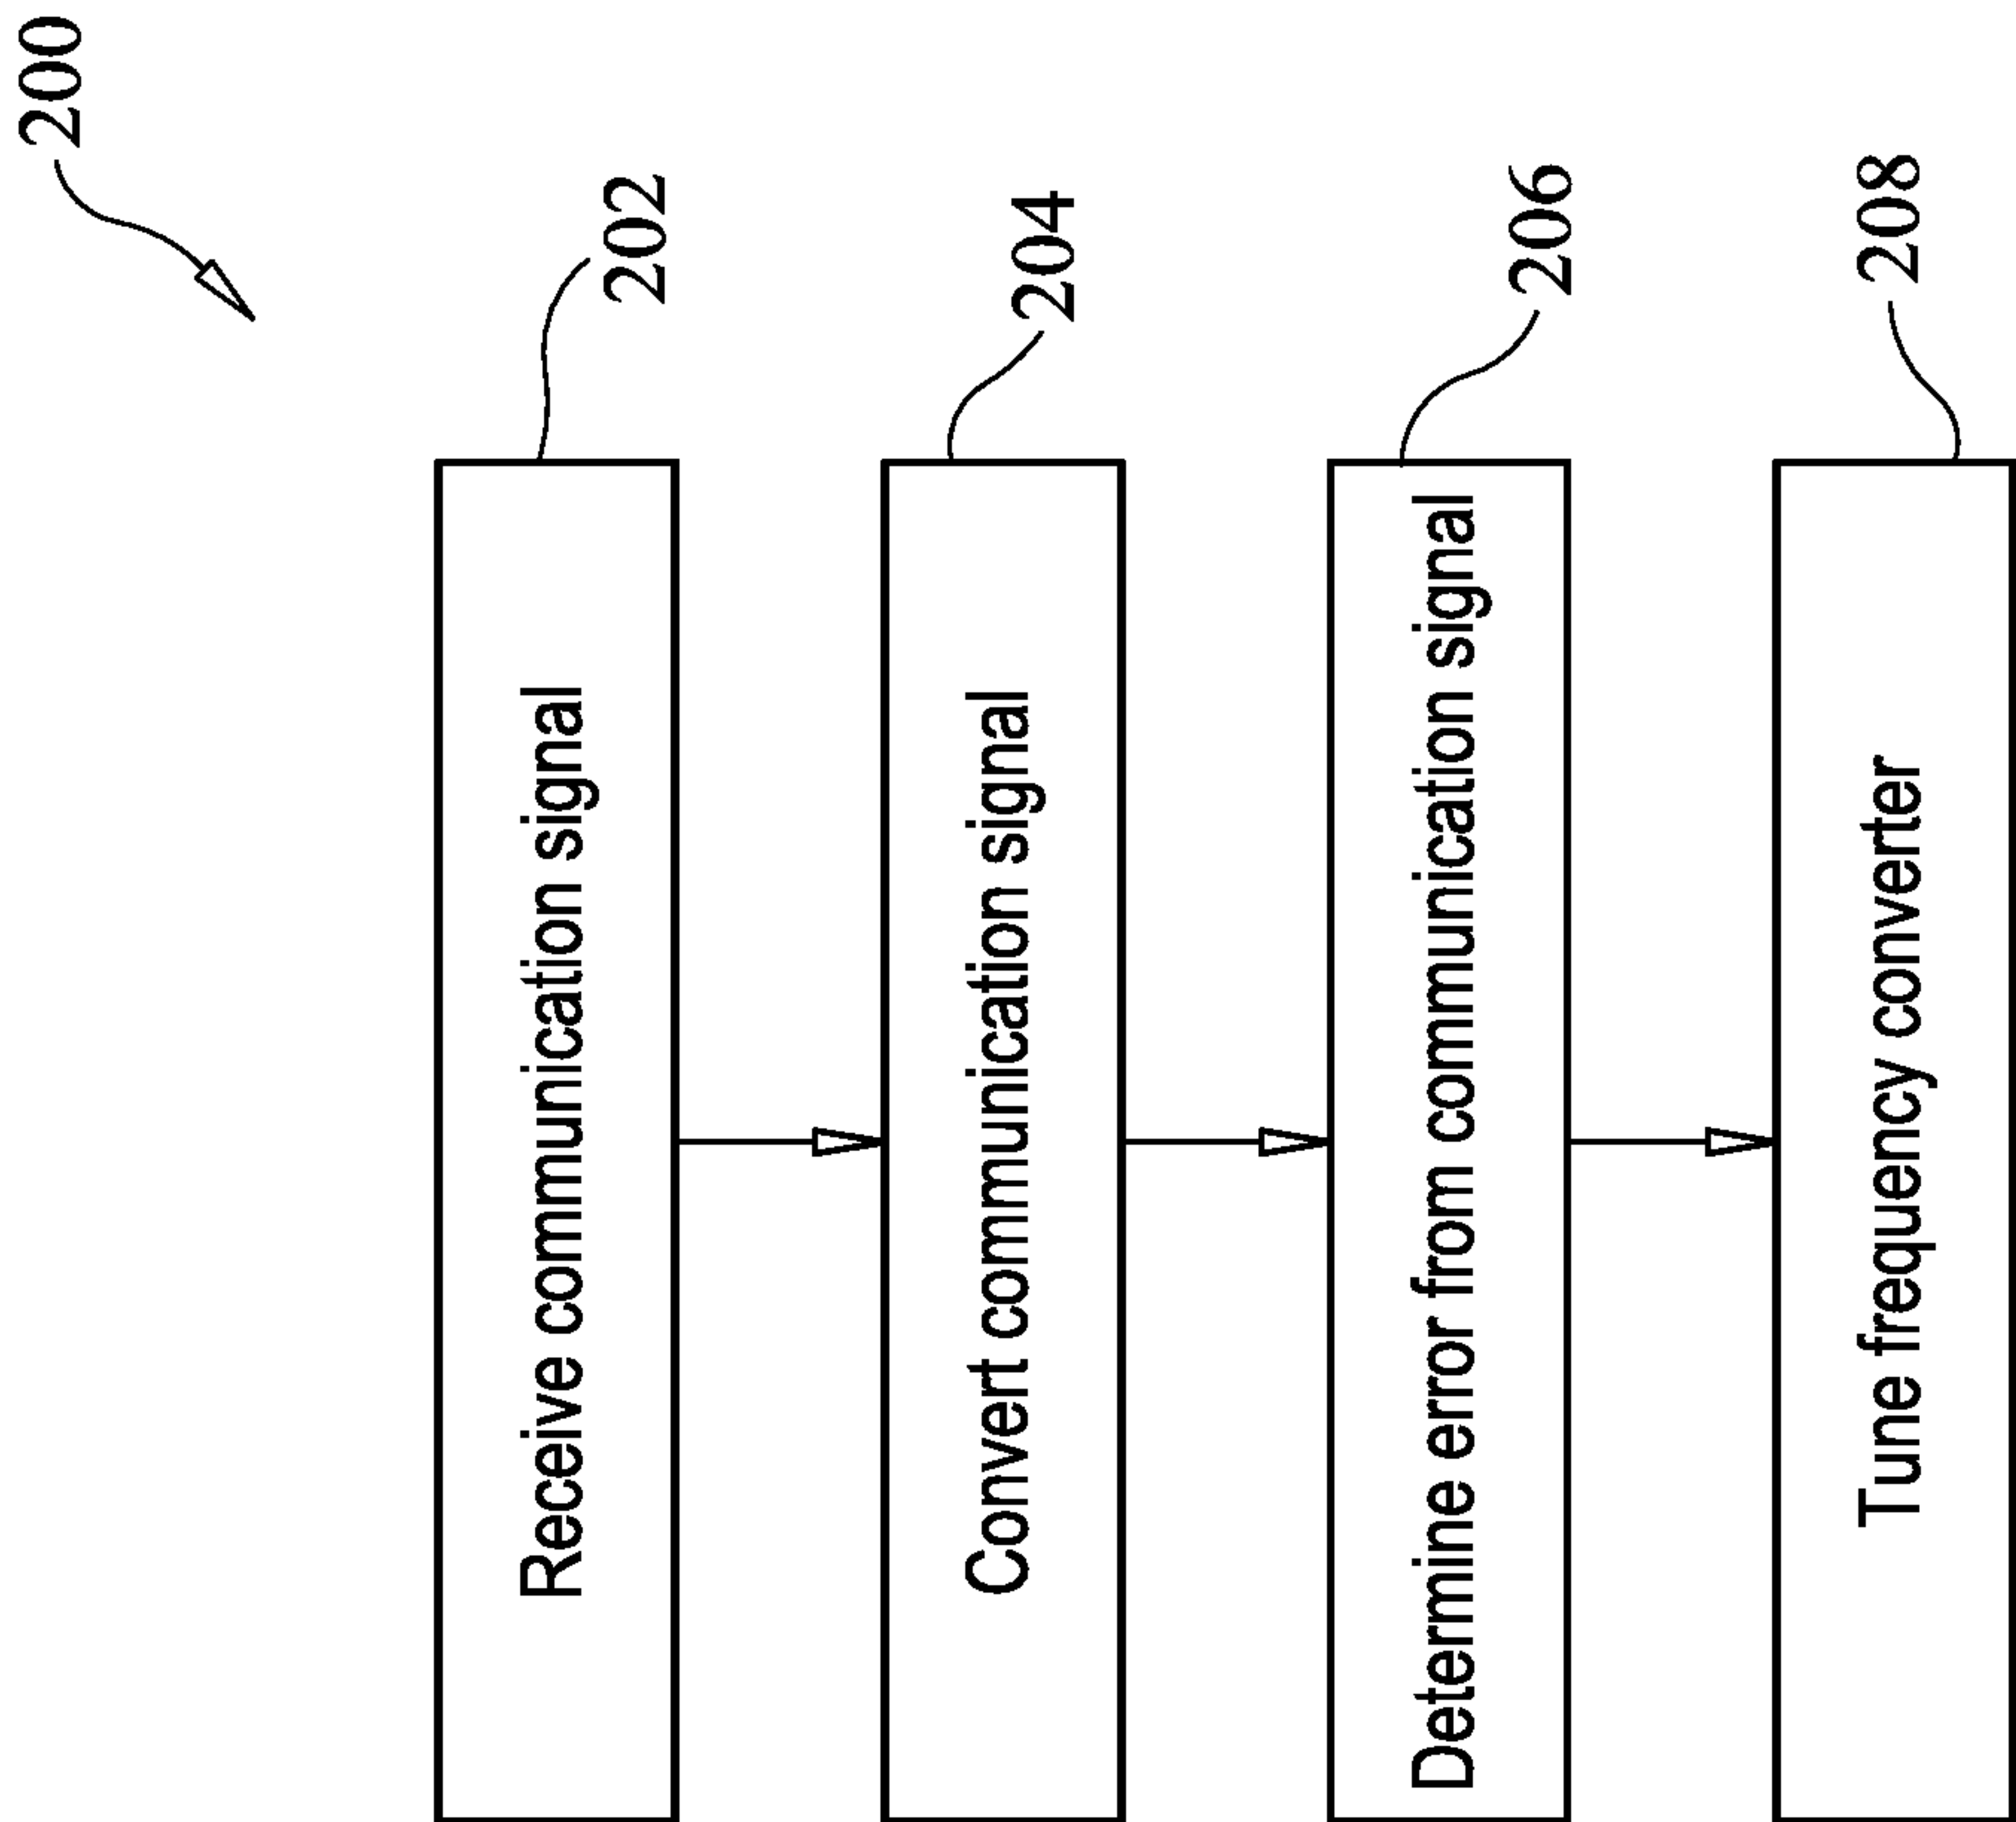 200
Receive communication signal
202
Convert communication signal
204
Determine error from communication signal
206
Tune frequency converter
208